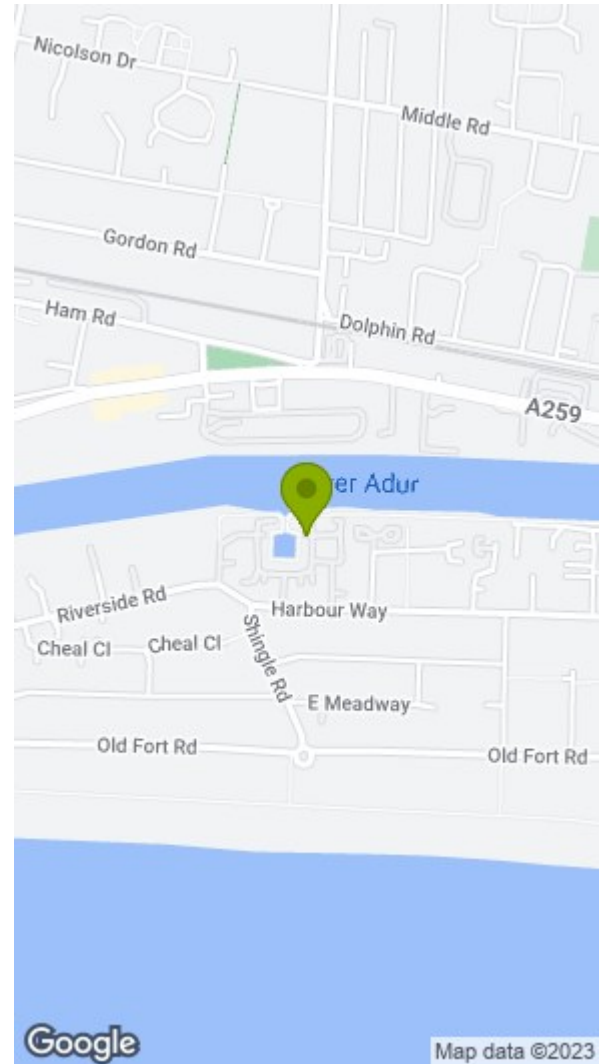 Nicolson Dr
Middle Rd
Gordon Rd
Ham Rd
Dolphin Rd
A259
Adur
Riverside Rd
Harbour Way
Cheal Cl
Cheal Cl
Shingle Rd
E Meadway
Old Fort Rd
Old Fort Rd
Google
Map data ©2023